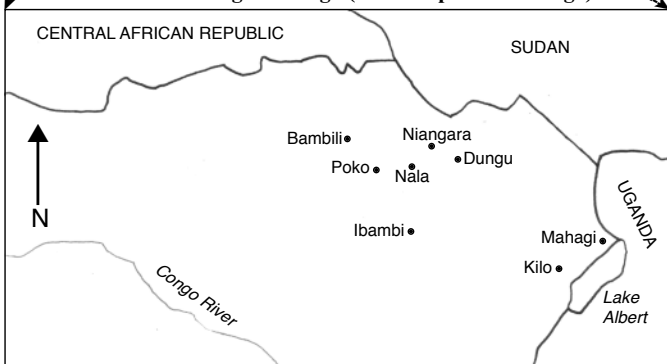 CENTRAL AFRICAN REPUBLIC
SUDAN
Bambili
Niangara
Dungu
Poko
Nala
UGANDA
N
Ibambi
Mahagi
Kilo
Congo River
Lake
Albert